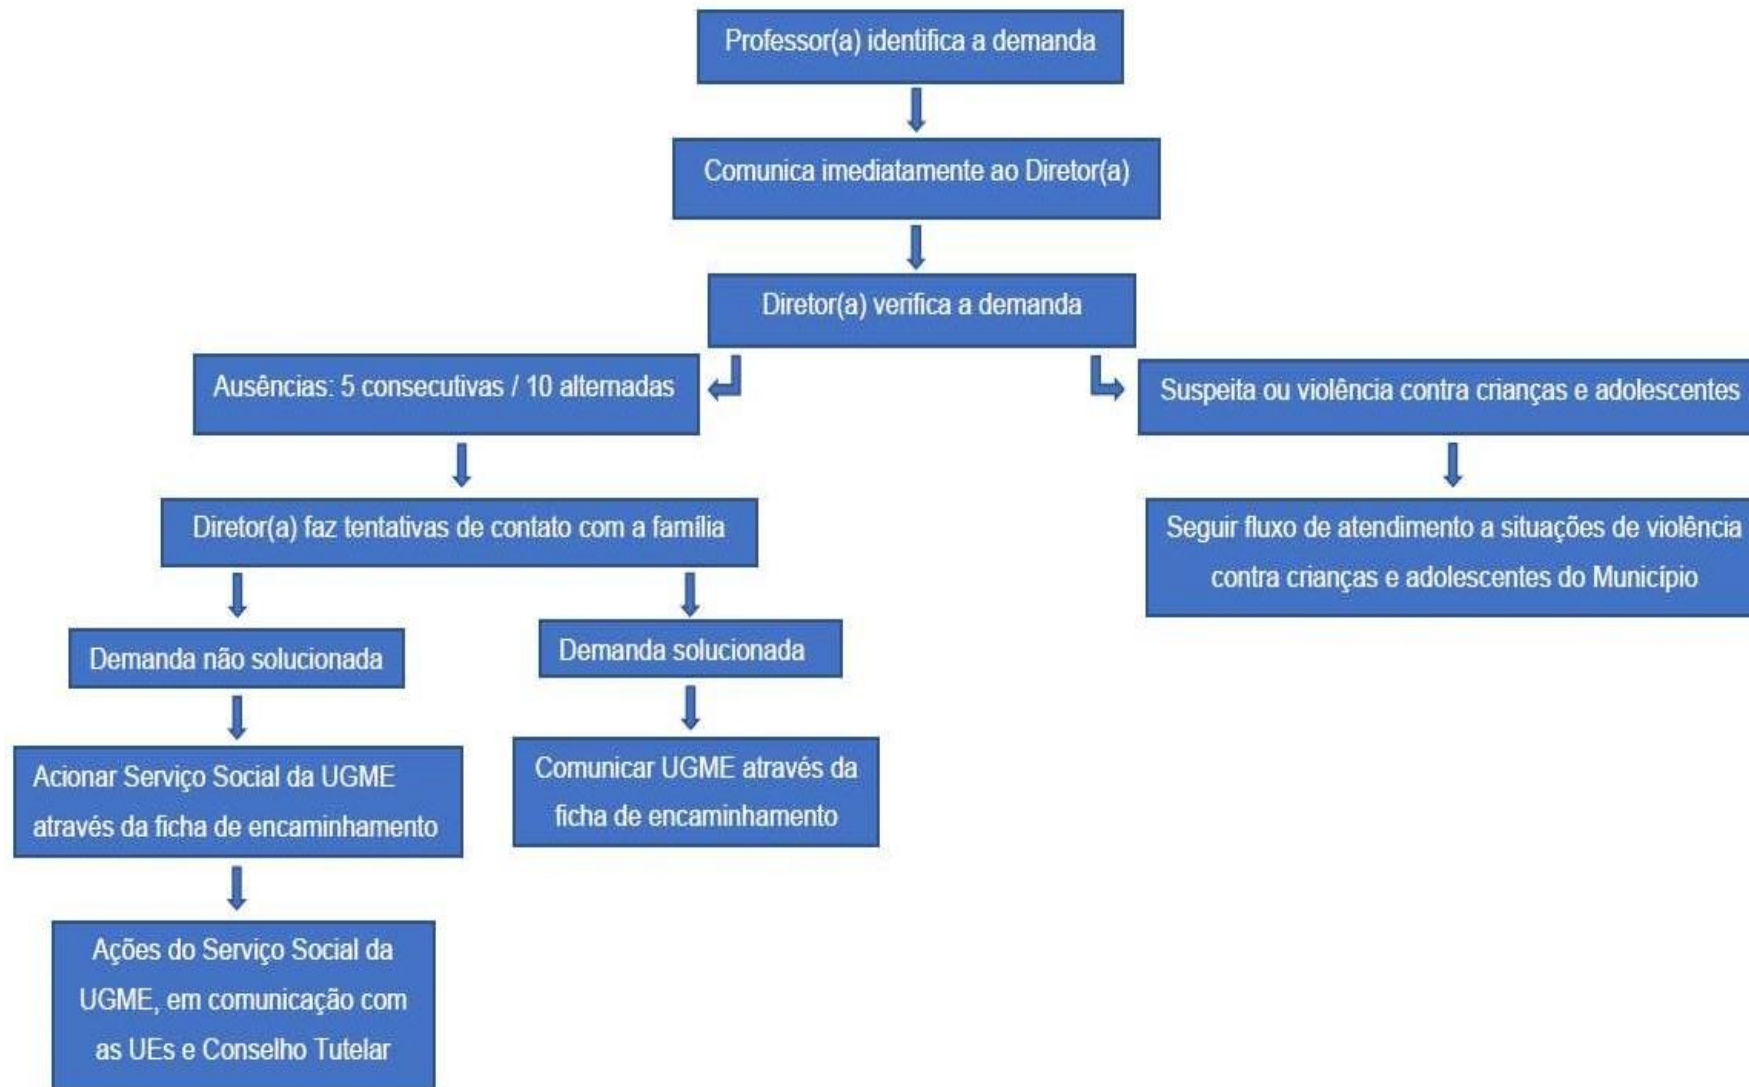 Professor(a) identifica a demanda
Comunica imediatamente ao Diretor(a)
Diretor(a) verifica a demanda
Ausências: 5 consecutivas / 10 alternadas
Suspeita ou violência contra crianças e adolescentes
Diretor(a) faz tentativas de contato com a família
Seguir fluxo de atendimento a situações de violência
contra crianças e adolescentes do Município
Demanda não solucionada
Demanda solucionada
Acionar Serviço Social da UGME
através da ficha de encaminhamento
Comunicar UGME através da
ficha de encaminhamento
Ações do Serviço Social da
UGME, em comunicação com
as UEs e Conselho Tutelar